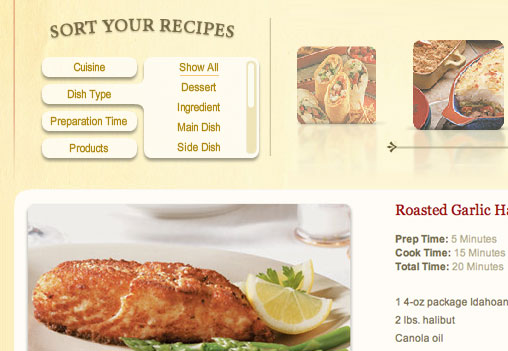 SORT YOUR RECIPES
Cuisine
Dish Type
Preparation Time
Products
Show All
Dessert
Ingredient
Main Dish
Side Dish
Roasted Garlic Ha
Prep Time: 5 Minutes
Cook Time: 15 Minutes
Total Time: 20 Minutes
1 4-oz package Idahoan
2 lbs. halibut
Canola oil